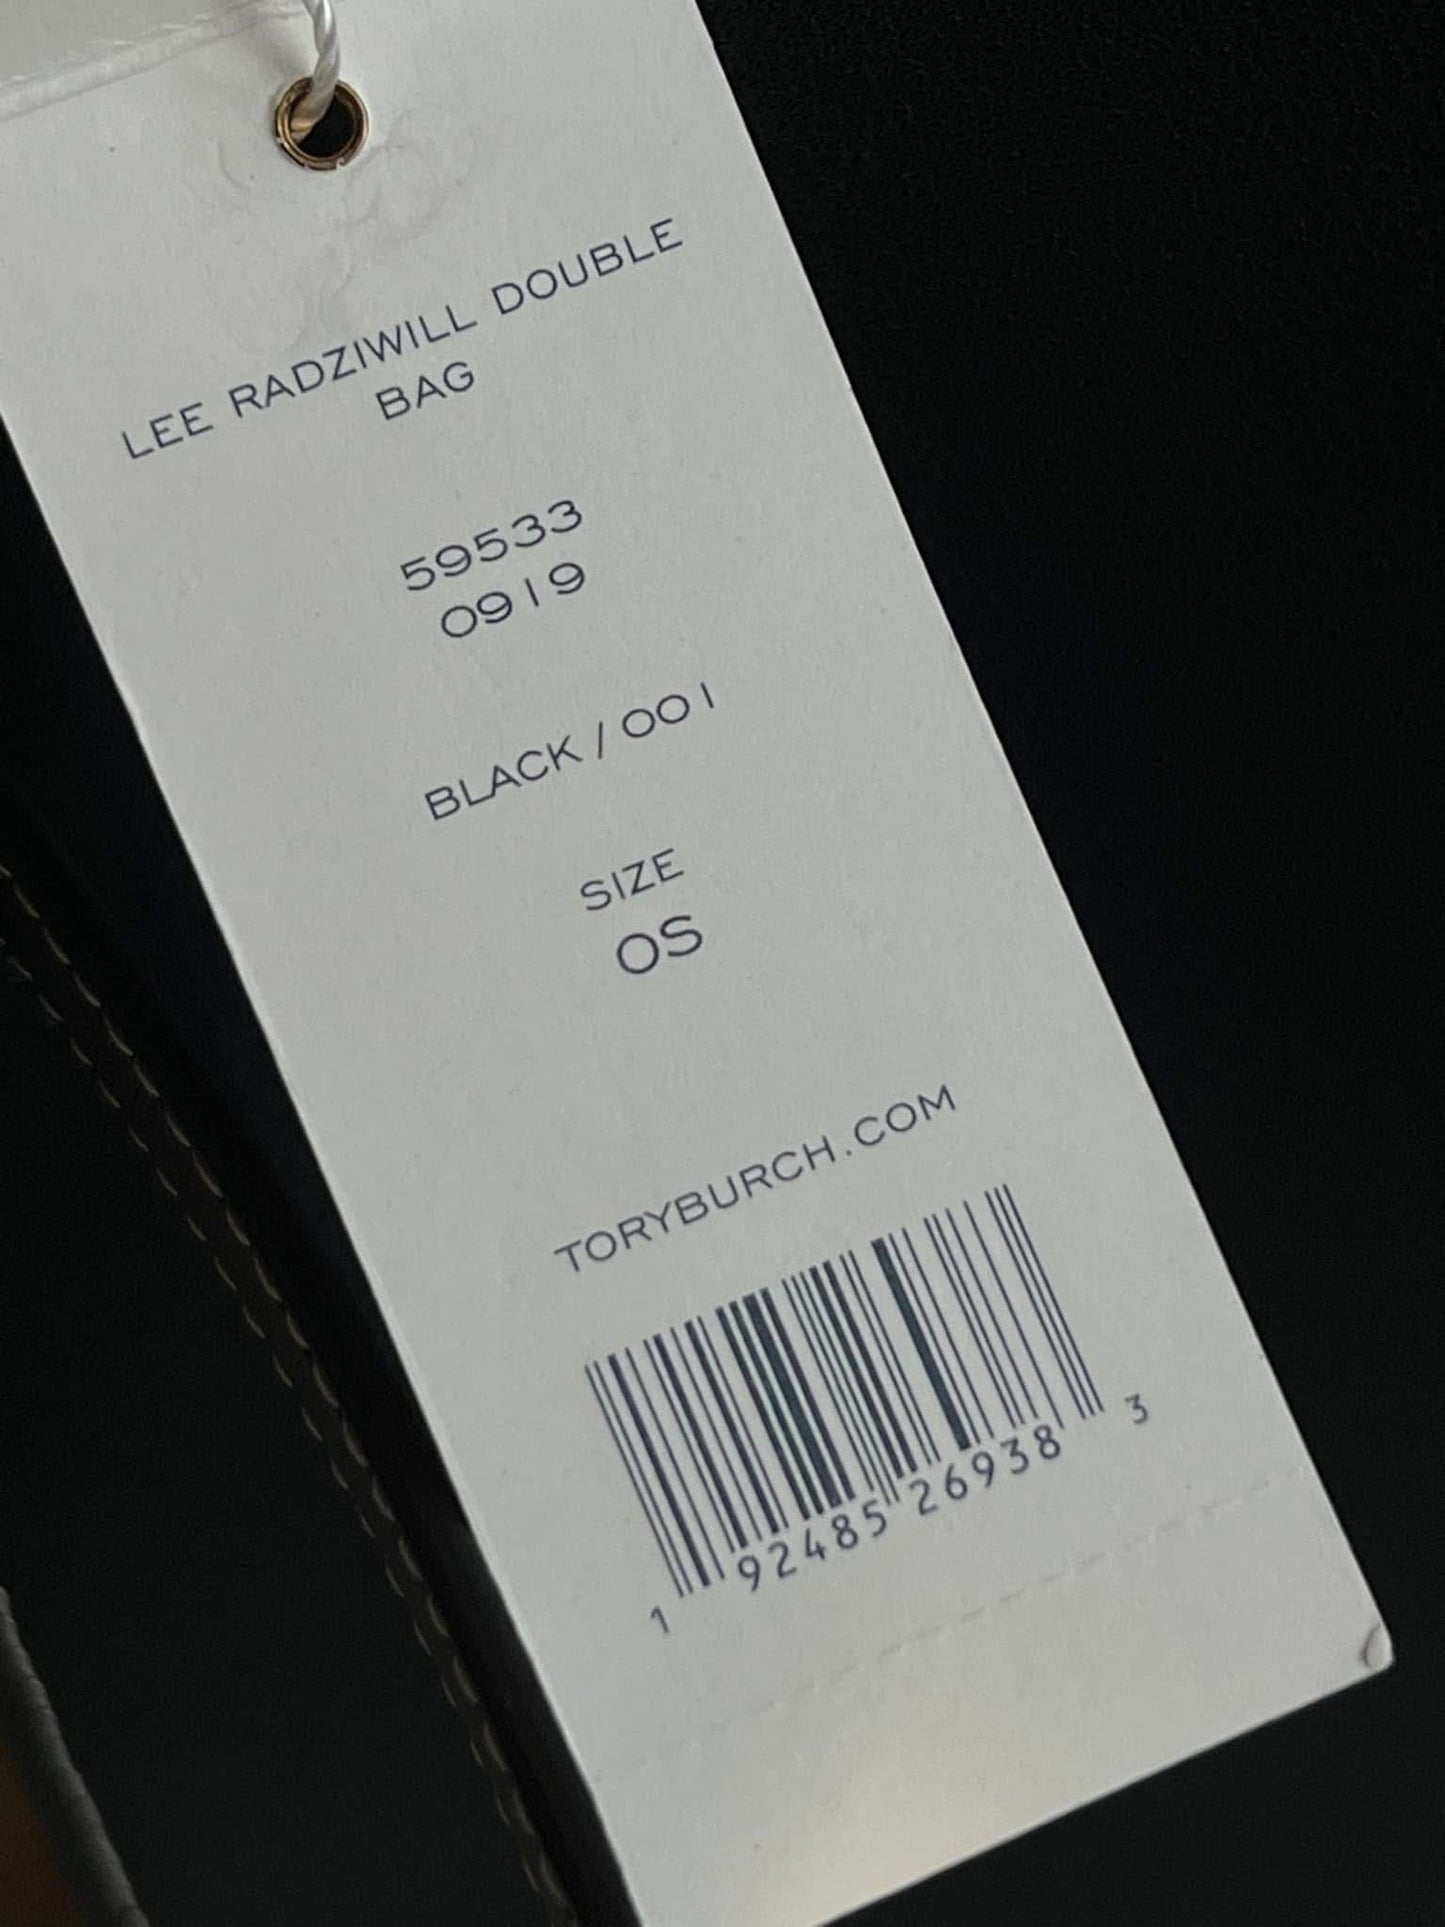 LEE RADZIWILL DOUBLE
BAG
59533
0919
BLACK / 001
SIZE
OS
TORYBURCH.COM
1 92485 26938 3